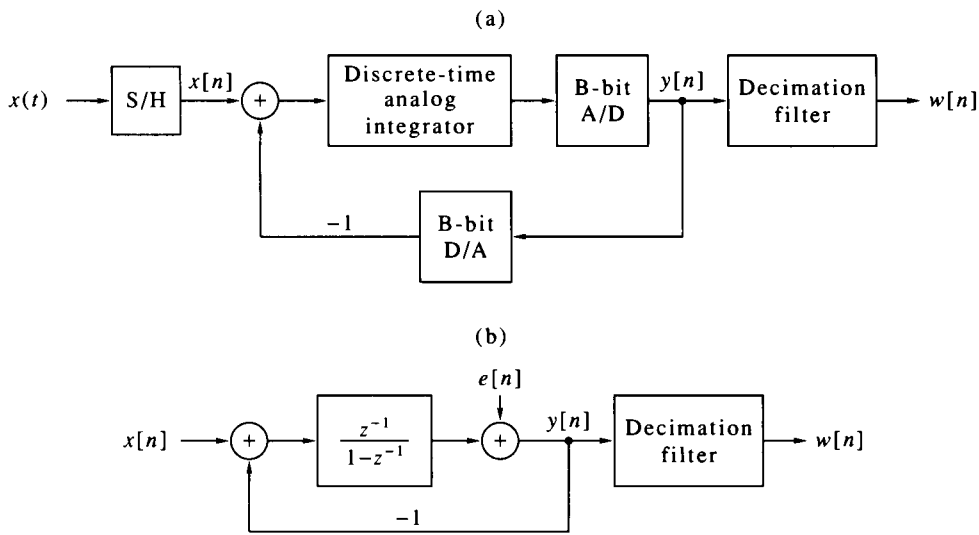 (a)
x(t)
S/H
x[n]
+
Discrete-time
analog
integrator
B-bit
A/D
y[n]
Decimation
filter
w[n]
−1
B-bit
D/A
(b)
e[n]
x[n]
+
z⁻¹
1−z⁻¹
+
y[n]
Decimation
filter
w[n]
−1